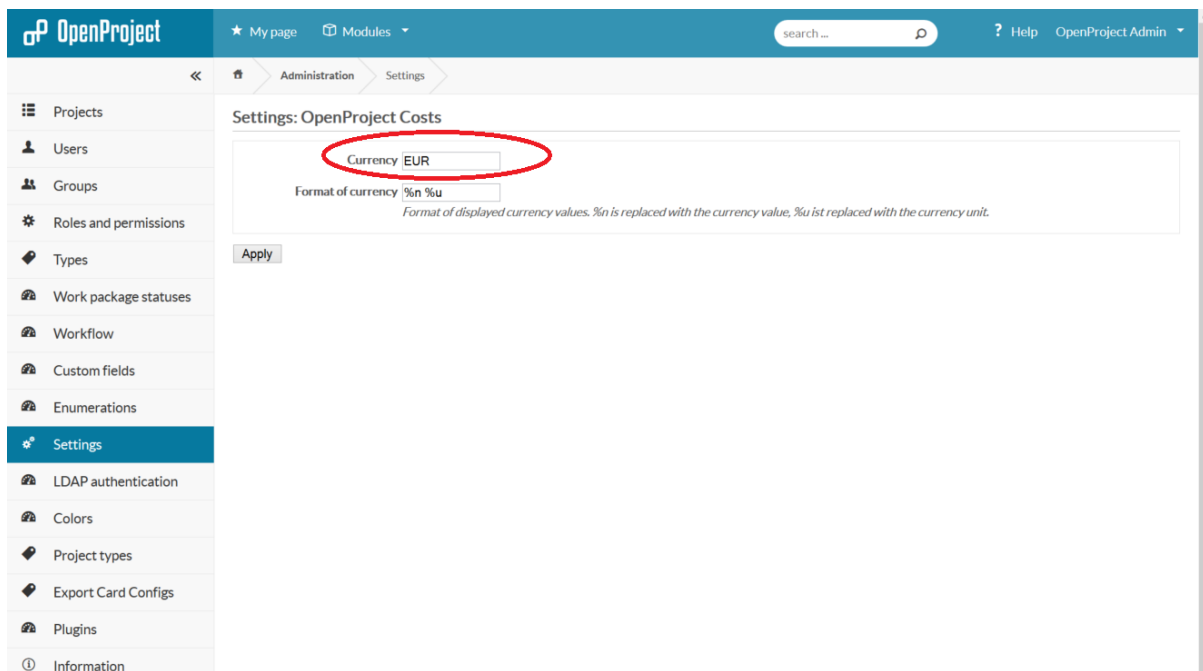 OpenProject
My page Modules search ... ? Help OpenProject Admin
Administration Settings
Projects
Users
Groups
Roles and permissions
Types
Work package statuses
Workflow
Custom fields
Enumerations
Settings
LDAP authentication
Colors
Project types
Export Card Configs
Plugins
Information
Settings: OpenProject Costs
Currency EUR
Format of currency %n %u
Format of displayed currency values. %n is replaced with the currency value, %u ist replaced with the currency unit.
Apply